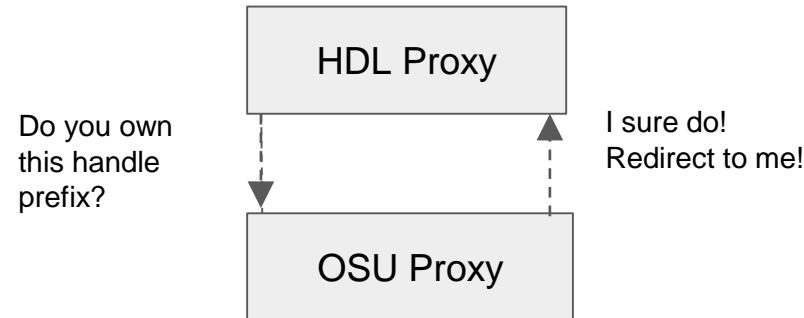 HDL Proxy
Do you own
this handle
prefix?
I sure do!
Redirect to me!
OSU Proxy